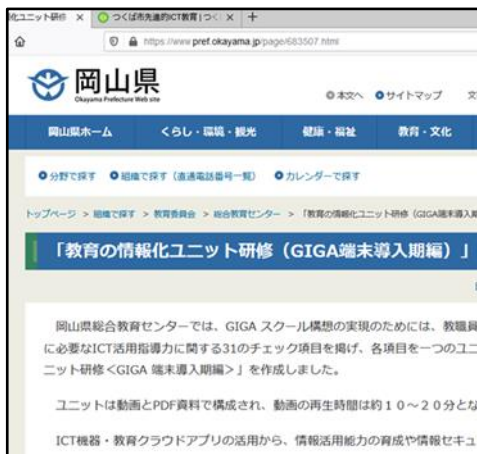 化ユニット研修 ×
つくば市先進的ICT教育 | つく ×
+
https://www.pref.okayama.jp/page/683507.html
岡山県
Okayama Prefecture Web site
本文へ サイトマップ 文
岡山県ホーム くらし・環境・観光 健康・福祉 教育・文化
分野で探す 組織で探す（直通電話番号一覧） カレンダーで探す
トップページ > 組織で探す > 教育委員会 > 総合教育センター > 「教育の情報化ユニット研修（GIGA端末導入期
「教育の情報化ユニット研修（GIGA端末導入期編）」
岡山県総合教育センターでは、GIGA スクール構想の実現のためには、教職員
に必要なICT活用指導力に関する31のチェック項目を掲げ、各項目を一つのユニ
ニット研修＜GIGA 端末導入期編＞」を作成しました。
ユニットは動画とPDF資料で構成され、動画の再生時間は約１０～２０分とな
ICT機器・教育クラウドアプリの活用から、情報活用能力の育成や情報セキュ